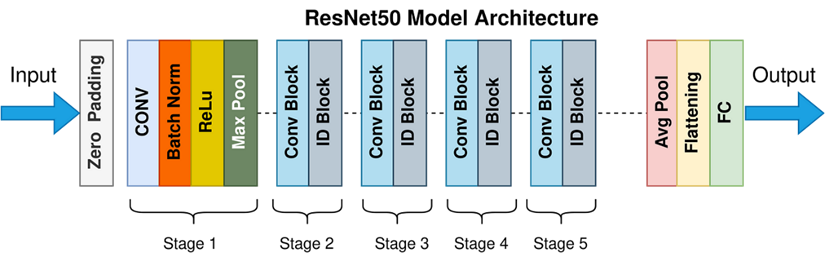 ResNet50 Model Architecture
Input
Zero Padding
CONV
Batch Norm
ReLu
Max Pool
Conv Block
ID Block
Conv Block
ID Block
Conv Block
ID Block
Conv Block
ID Block
Avg Pool
Flattening
FC
Output
Stage 1
Stage 2
Stage 3
Stage 4
Stage 5